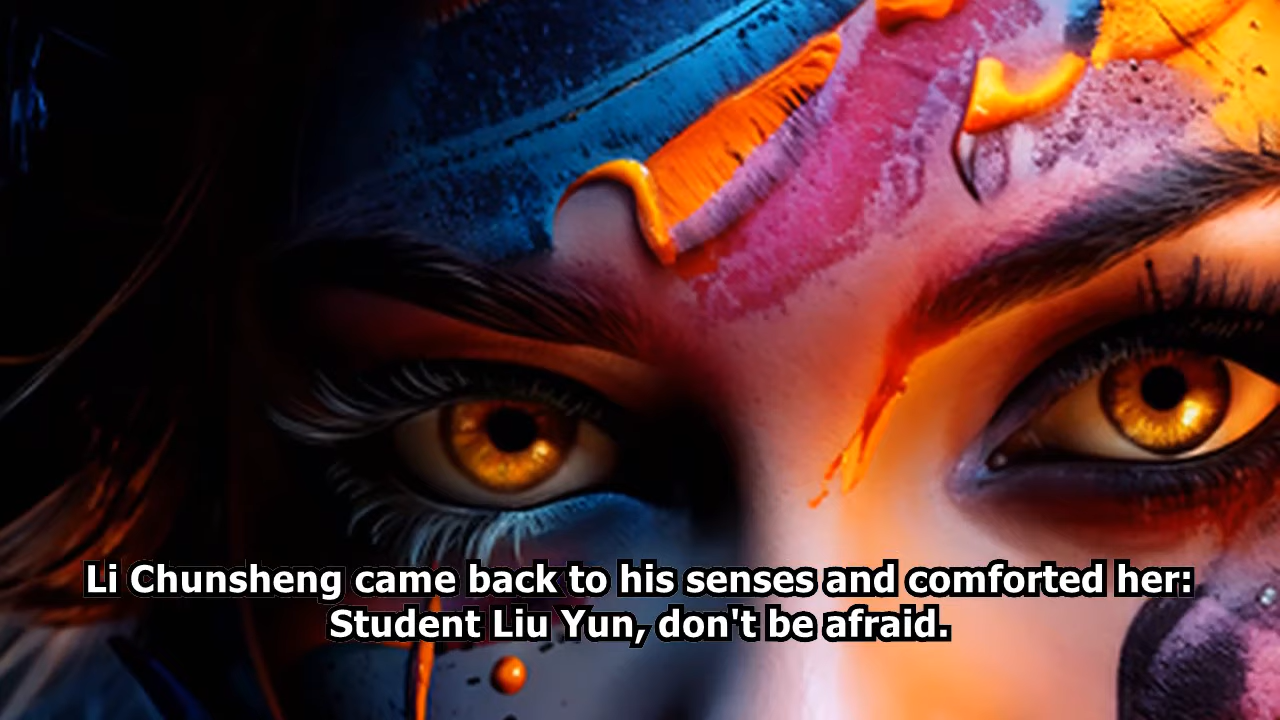 Li Chunsheng came back to his senses and comforted her:
Student Liu Yun, don't be afraid.